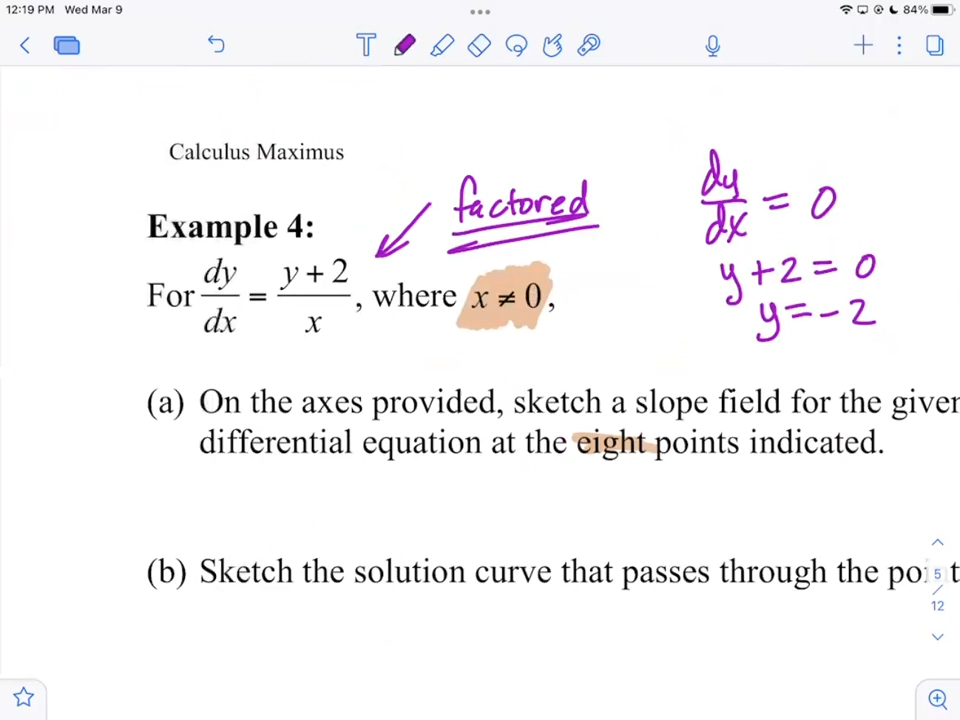 12:19 PM Wed Mar 9
84%
T
Calculus Maximus
factored
dy/dx = 0
Example 4:
y + 2 = 0
For dy/dx = (y + 2)/x, where x ≠ 0,
y = -2
(a) On the axes provided, sketch a slope field for the given
differential equation at the eight points indicated.
(b) Sketch the solution curve that passes through the point
5
/
12